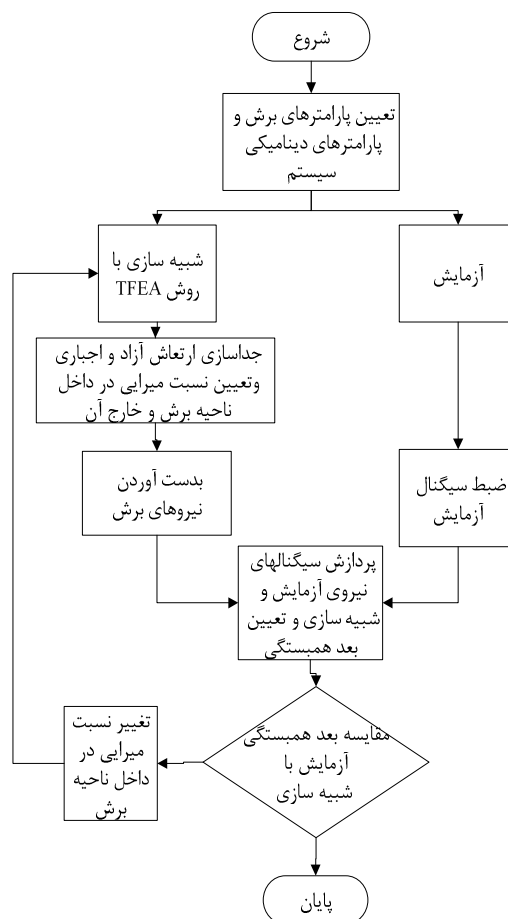 شروع
تعیین پارامترهای برش و
پارامترهای دینامیکی
سیستم
شبیه سازی با
روش TFEA
آزمایش
جداسازی ارتعاش آزاد و اجباری
وتعیین نسبت میرایی در داخل
ناحیه برش و خارج آن
بدست آوردن
نیروهای برش
ضبط سیگنال
آزمایش
پردازش سیگنالهای
نیروی آزمایش و
شبیه سازی و تعیین
بعد همبستگی
مقایسه بعد همبستگی
آزمایش با
شبیه سازی
تغییر نسبت
میرایی در
داخل ناحیه
برش
پایان